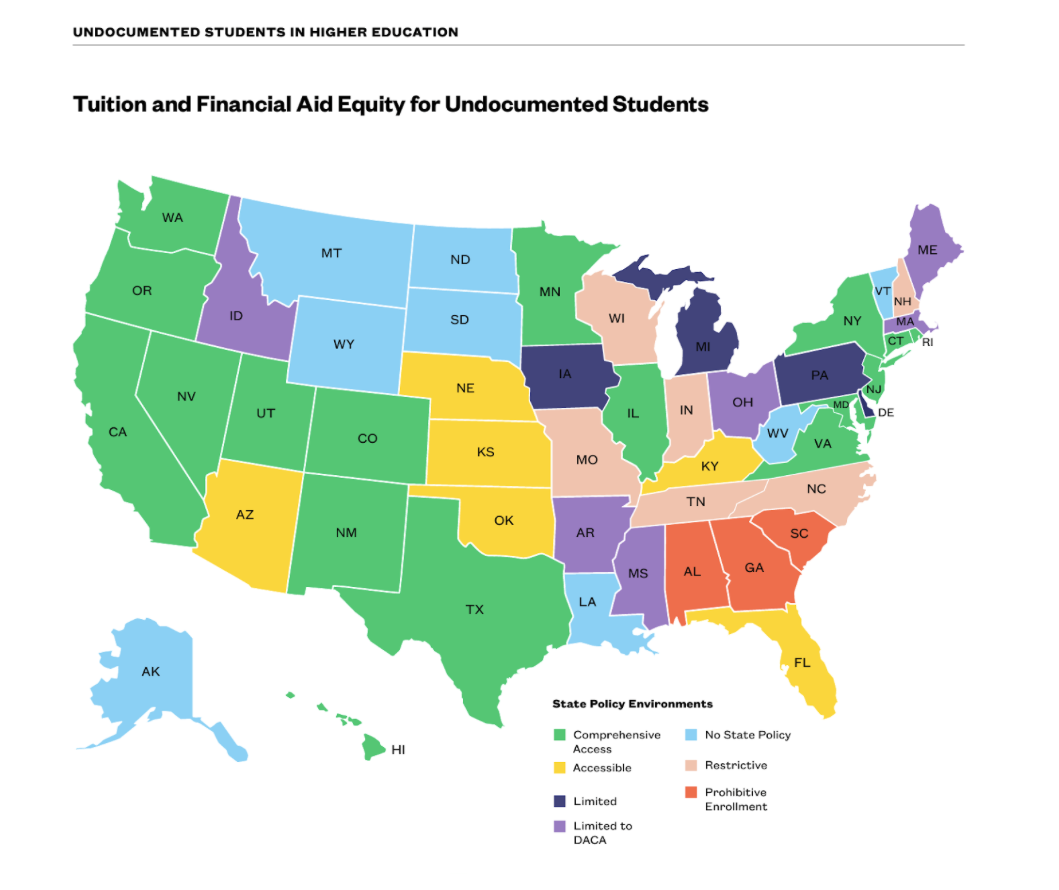 UNDOCUMENTED STUDENTS IN HIGHER EDUCATION
Tuition and Financial Aid Equity for Undocumented Students
WA
MT
ND
MN
ME
OR
ID
SD
WI
VT
NH
NY
MA
WY
MI
CT
RI
NV
NE
IA
PA
UT
IL
IN
OH
NJ
MD
DE
CA
CO
KS
MO
WV
VA
KY
AZ
NM
OK
TN
NC
AR
SC
TX
LA
MS
AL
GA
AK
FL
HI
State Policy Environments
Comprehensive
Access
Accessible
Limited
Limited to
DACA
No State Policy
Restrictive
Prohibitive
Enrollment